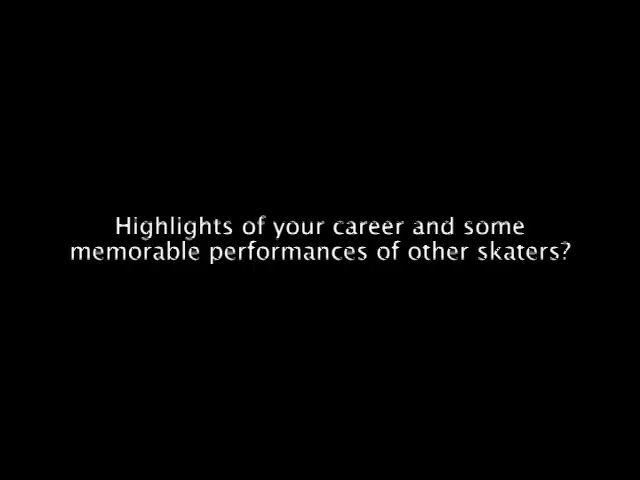 Highlights of your career and some
memorable performances of other skaters?